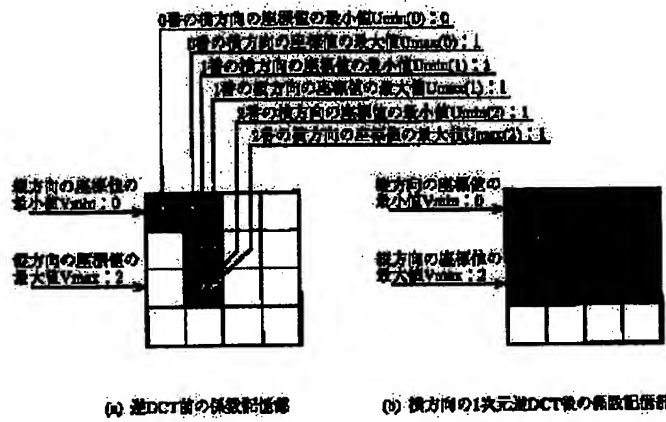 0番の横方向の座標値の最小値Umin(0):0
0番の横方向の座標値の最大値Umax(0):1
1番の横方向の座標値の最小値Umin(1):1
1番の横方向の座標値の最大値Umax(1):1
2番の横方向の座標値の最小値Umin(2):1
2番の横方向の座標値の最大値Umax(2):1
縦方向の座標値の
最小値Vmin:0
縦方向の座標値の
最大値Vmax:2
縦方向の座標値の
最小値Vmin:0
縦方向の座標値の
最大値Vmax:2
(a) 逆DCT前の係数記憶部
(b) 横方向の1次元逆DCT後の係数記憶部